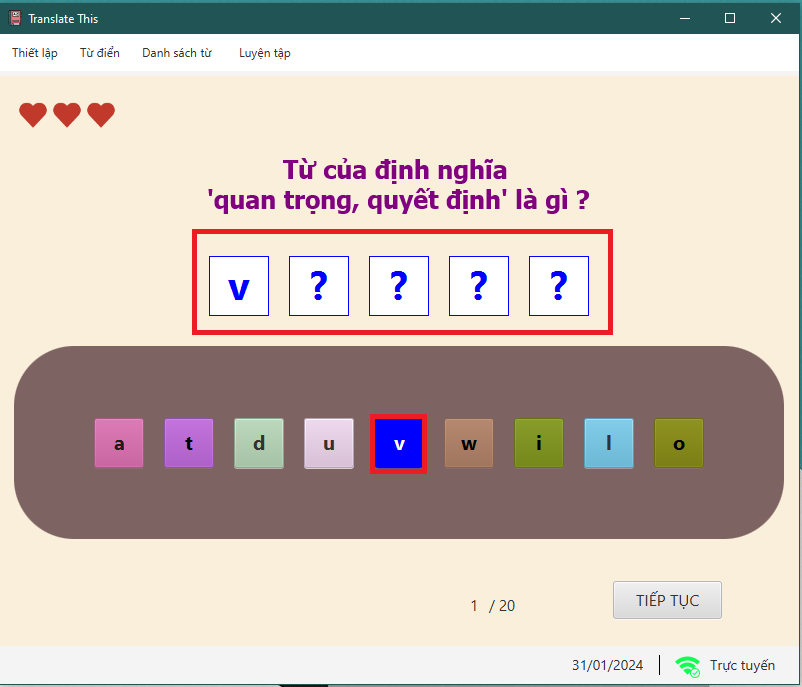 Translate This
Thiết lập Từ điển Danh sách từ Luyện tập
Từ của định nghĩa
'quan trọng, quyết định' là gì ?
v ? ? ? ?
a t d u v w i l o
1 / 20 TIẾP TỤC
31/01/2024 Trực tuyến